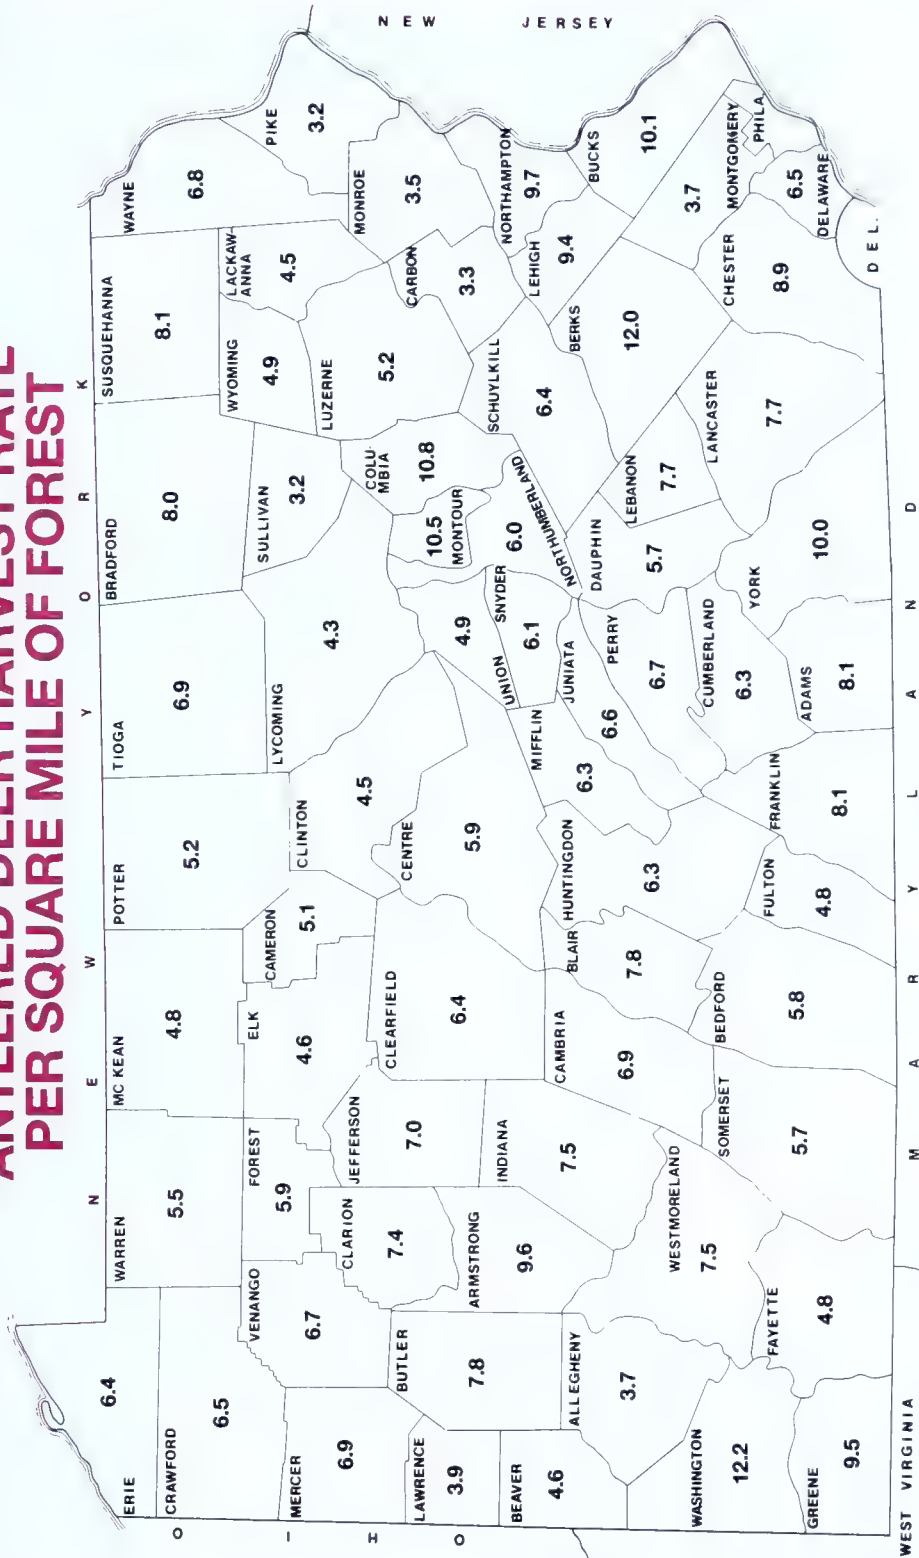 ANTLERED DEER HARVEST RATE
PER SQUARE MILE OF FOREST
NEW YORK
NEW JERSEY
OHIO
WEST VIRGINIA
MARYLAND
DEL.
ERIE
6.4
CRAWFORD
6.5
MERCER
6.9
LAWRENCE
3.9
BEAVER
4.6
WASHINGTON
12.2
GREENE
9.5
WARREN
5.5
VENANGO
6.7
FOREST
5.9
CLARION
7.4
BUTLER
7.8
ARMSTRONG
9.6
ALLEGHENY
3.7
WESTMORELAND
7.5
FAYETTE
4.8
MC KEAN
4.8
ELK
4.6
JEFFERSON
7.0
INDIANA
7.5
CLEARFIELD
6.4
CAMBRIA
6.9
SOMERSET
5.7
POTTER
5.2
CAMERON
5.1
CLINTON
4.5
CENTRE
5.9
BLAIR
7.8
HUNTINGDON
6.3
BEDFORD
5.8
FULTON
4.8
FRANKLIN
8.1
TIOGA
6.9
LYCOMING
4.3
UNION
4.9
SNYDER
6.1
MIFFLIN
6.3
JUNIATA
6.6
PERRY
6.7
CUMBERLAND
6.3
ADAMS
8.1
YORK
10.0
BRADFORD
8.0
SULLIVAN
3.2
COLU-
MBIA
10.8
10.5
MONTOUR
6.0
NORTHUMBERLAND
DAUPHIN
5.7
LEBANON
7.7
LANCASTER
7.7
SUSQUEHANNA
8.1
WYOMING
4.9
LACKAW-
ANNA
4.5
LUZERNE
5.2
SCHUYLKILL
6.4
CARBON
3.3
BERKS
12.0
WAYNE
6.8
PIKE
3.2
MONROE
3.5
NORTHAMPTON
9.7
LEHIGH
9.4
BUCKS
10.1
3.7
MONTGOMERY
PHILA.
CHESTER
8.9
6.5
DELAWARE